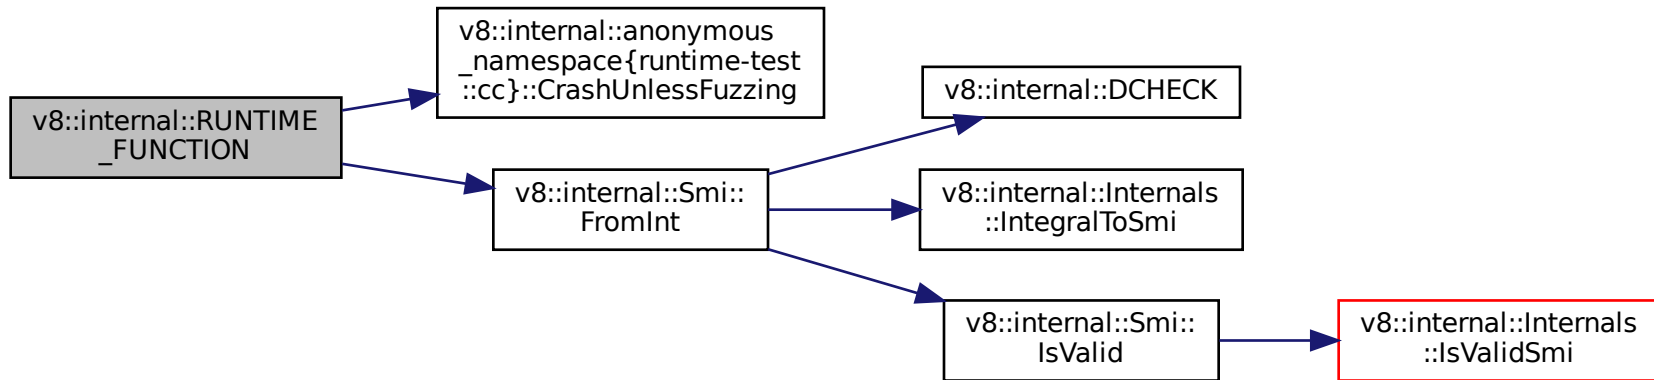 v8::internal::RUNTIME
_FUNCTION
v8::internal::anonymous
_namespace{runtime-test
::cc}::CrashUnlessFuzzing
v8::internal::Smi::
FromInt
v8::internal::DCHECK
v8::internal::Internals
::IntegralToSmi
v8::internal::Smi::
IsValid
v8::internal::Internals
::IsValidSmi